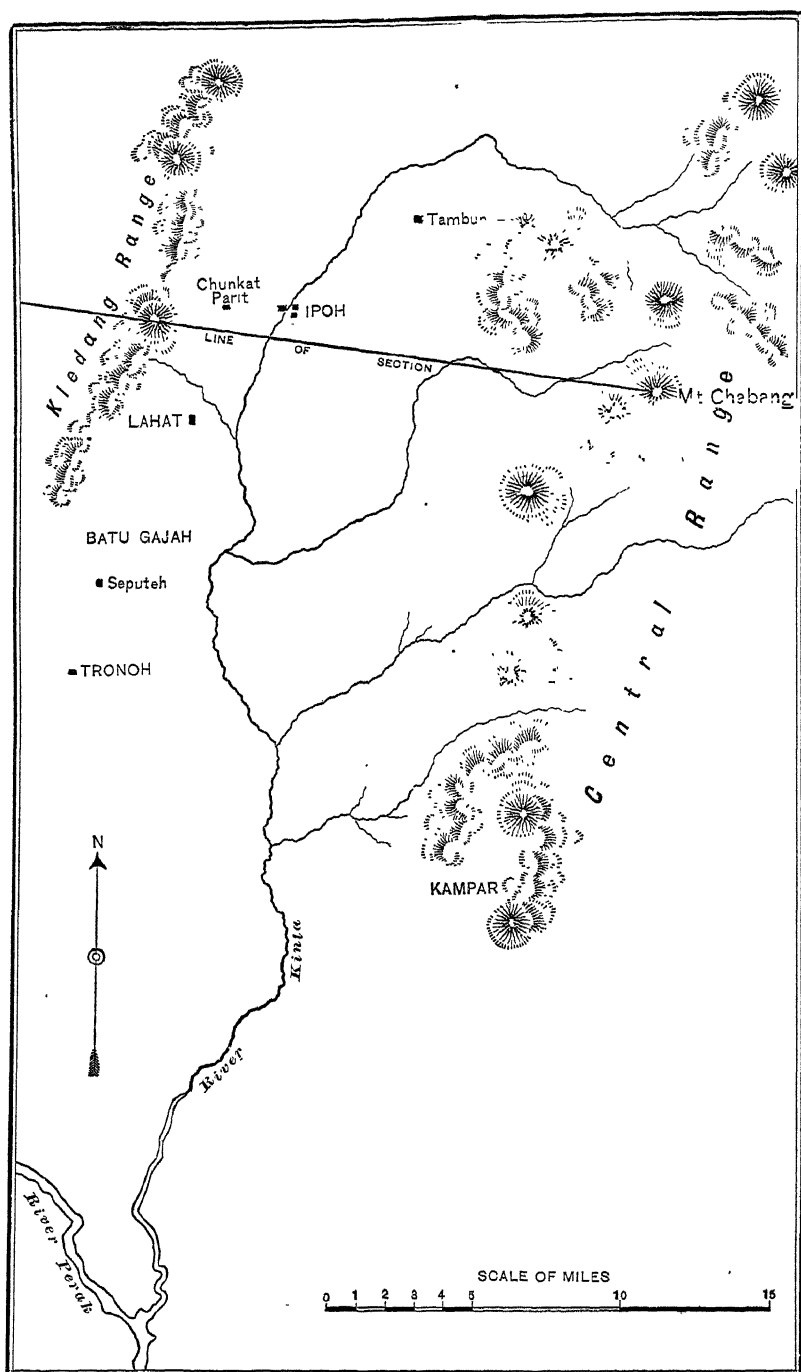 Kledang Range
Tambun
Chunkat
Parit
IPOH
LINE OF SECTION
LAHAT
Mt Chabang
BATU GAJAH
Seputeh
TRONOH
Central Range
N
KAMPAR
River Kinta
River Perak
SCALE OF MILES
0 1 2 3 4 5 10 15